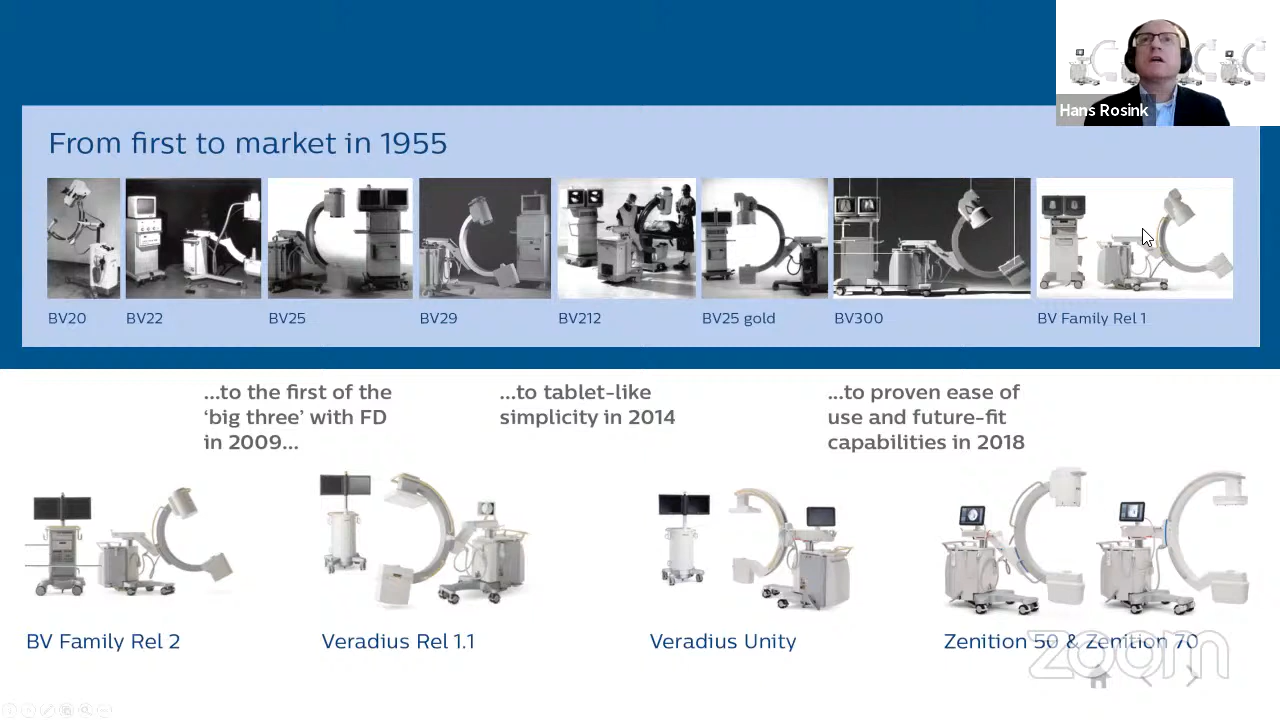 Hans Rosink
From first to market in 1955
BV20
BV22
BV25
BV29
BV212
BV25 gold
BV300
BV Family Rel 1
...to the first of the
‘big three’ with FD
in 2009...
...to tablet-like
simplicity in 2014
...to proven ease of
use and future-fit
capabilities in 2018
BV Family Rel 2
Veradius Rel 1.1
Veradius Unity
Zenition 50 & Zenition 70
zoom